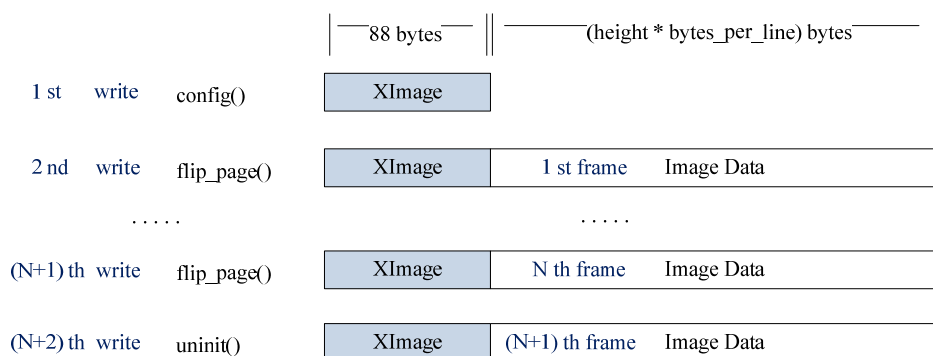 88 bytes (height * bytes_per_line) bytes
1 st write config() XImage
2 nd write flip_page() XImage 1 st frame Image Data
. . . . . . . . . .
(N+1) th write flip_page() XImage N th frame Image Data
(N+2) th write uninit() XImage (N+1) th frame Image Data